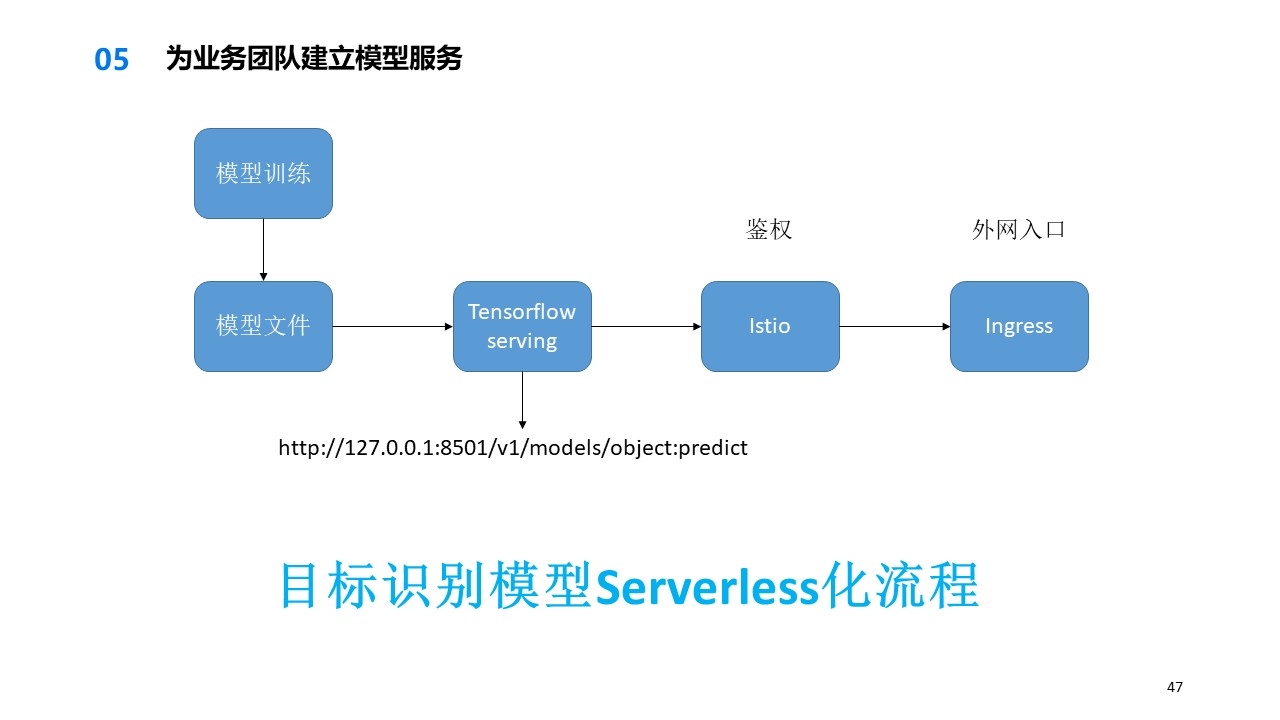 05 为业务团队建立模型服务
模型训练
鉴权
外网入口
模型文件
Tensorflow
serving
Istio
Ingress
http://127.0.0.1:8501/v1/models/object:predict
目标识别模型Serverless化流程
47